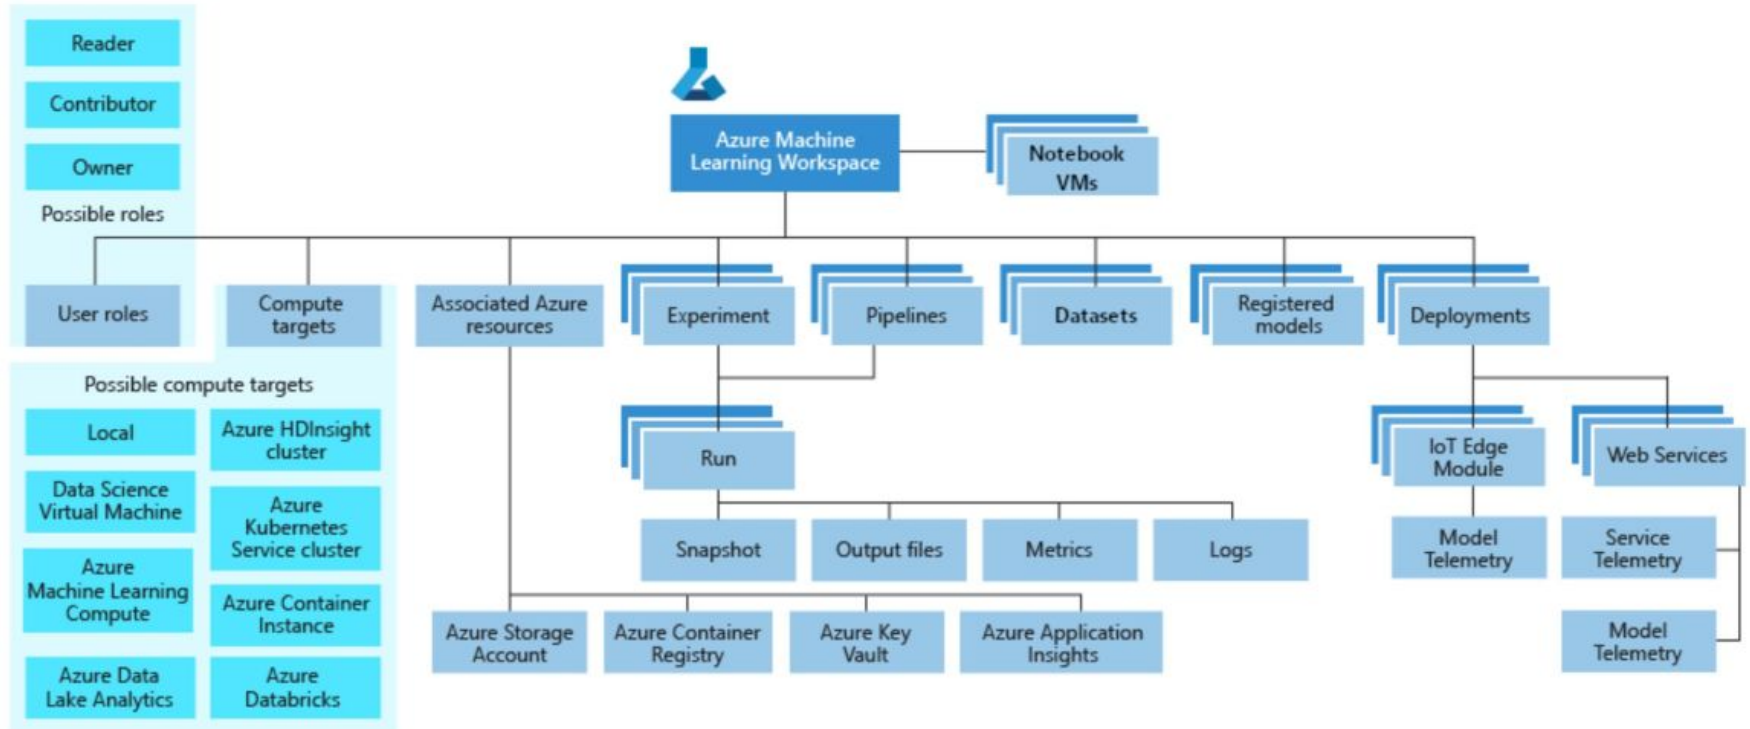 Reader
Contributor
Owner
Possible roles
User roles
Azure Machine
Learning Workspace
Notebook
VMs
Compute
targets
Associated Azure
resources
Experiment
Pipelines
Datasets
Registered
models
Deployments
Possible compute targets
Local
Azure HDInsight
cluster
Data Science
Virtual Machine
Azure
Kubernetes
Service cluster
Azure
Machine Learning
Compute
Azure Container
Instance
Azure Data
Lake Analytics
Azure
Databricks
Run
Snapshot
Output files
Metrics
Logs
Azure Storage
Account
Azure Container
Registry
Azure Key
Vault
Azure Application
Insights
IoT Edge
Module
Web Services
Model
Telemetry
Service
Telemetry
Model
Telemetry